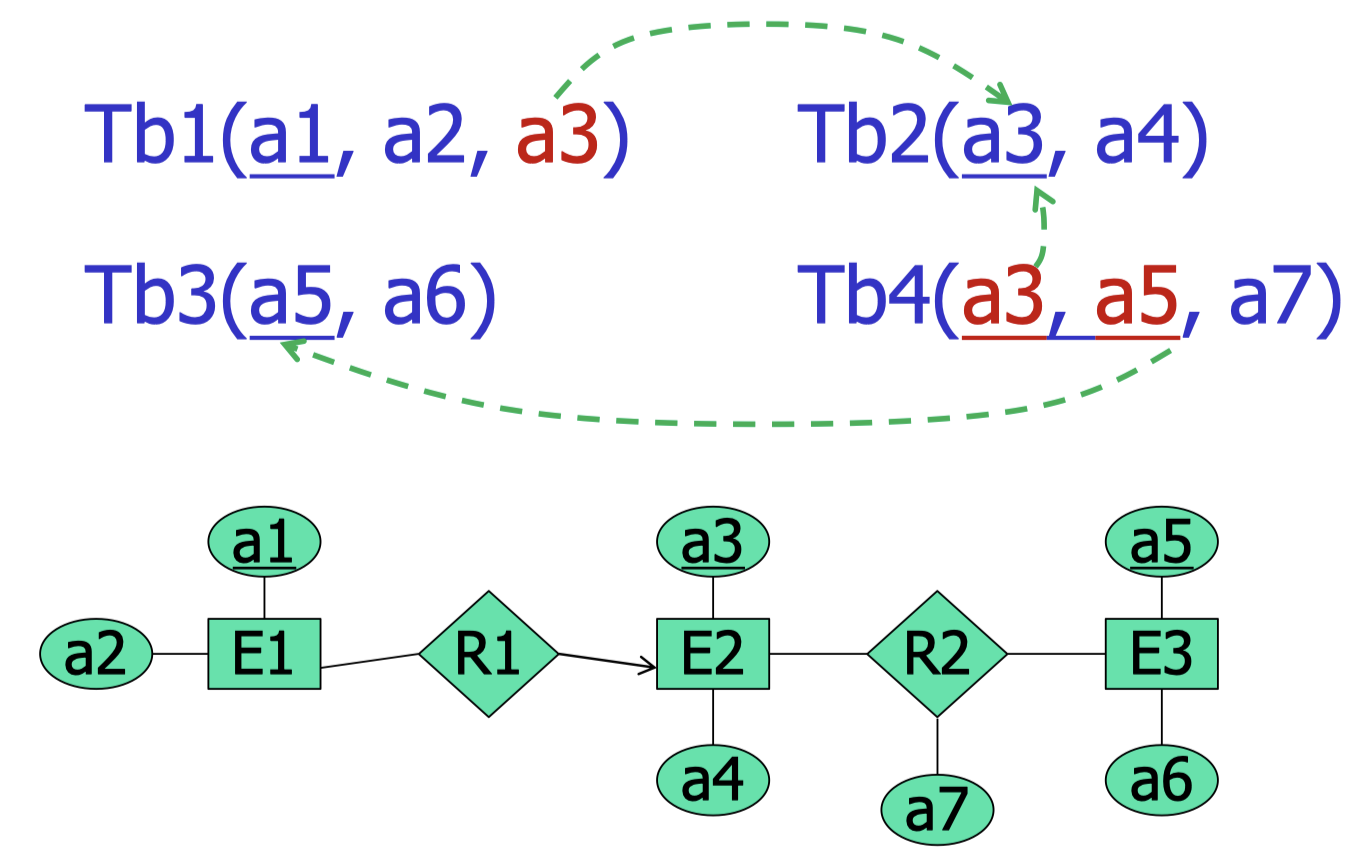 Tb1(a1, a2, a3) Tb2(a3, a4)
Tb3(a5, a6) Tb4(a3, a5, a7)
a1 a3 a5
a2 E1 R1 E2 R2 E3
a4 a7 a6